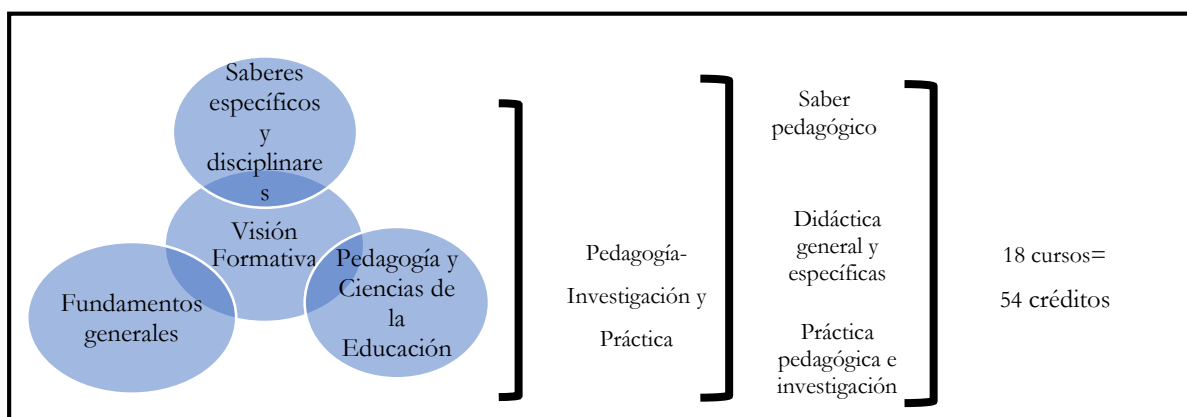 Saberes
específicos
y
disciplinare
s
Visión
Formativa
Fundamentos
generales
Pedagogía y
Ciencias de
la
Educación
Pedagogía-
Investigación y
Práctica
Saber
pedagógico
Didáctica
general y
específicas
Práctica
pedagógica e
investigación
18 cursos=
54 créditos